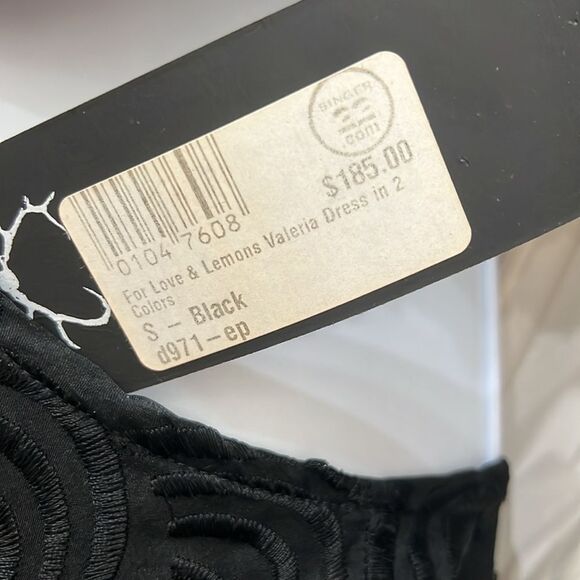 SINGER
22
.com
$185.00
0104 7608
For Love & Lemons Valeria Dress in 2
Colors
S - Black
d971-ep